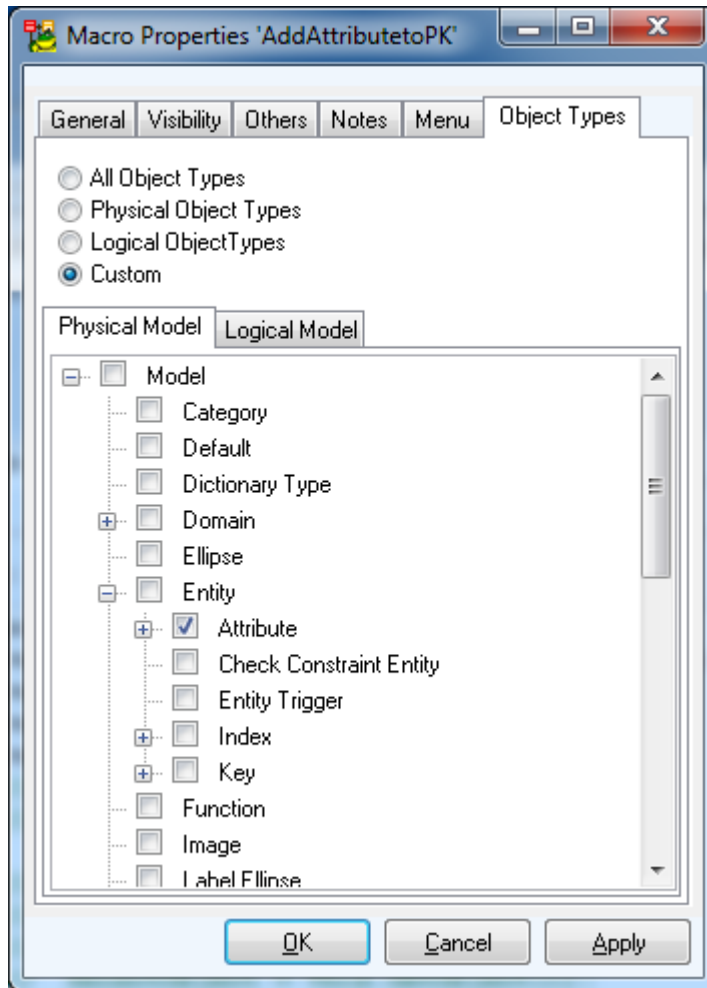 Macro Properties 'AddAttributetoPK'
General Visibility Others Notes Menu Object Types
All Object Types
Physical Object Types
Logical ObjectTypes
Custom
Physical Model Logical Model
Model
Category
Default
Dictionary Type
Domain
Ellipse
Entity
Attribute
Check Constraint Entity
Entity Trigger
Index
Key
Function
Image
Label Ellipse
OK Cancel Apply